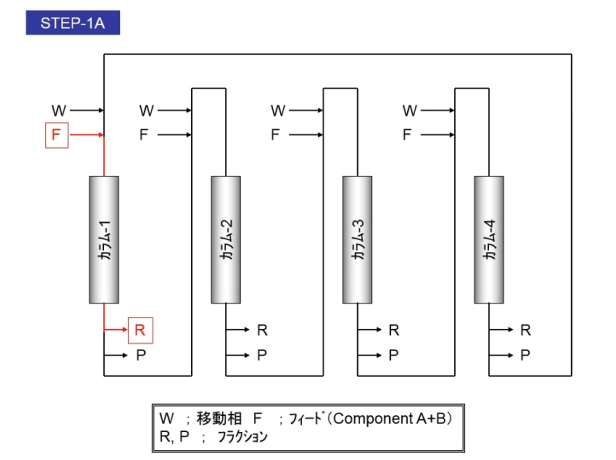 STEP-1A
W W W W
F F F F
カラム-1 カラム-2 カラム-3 カラム-4
R R R R
P P P P
W ；移動相 F ；フィード（Component A+B）
R, P ； フラクション